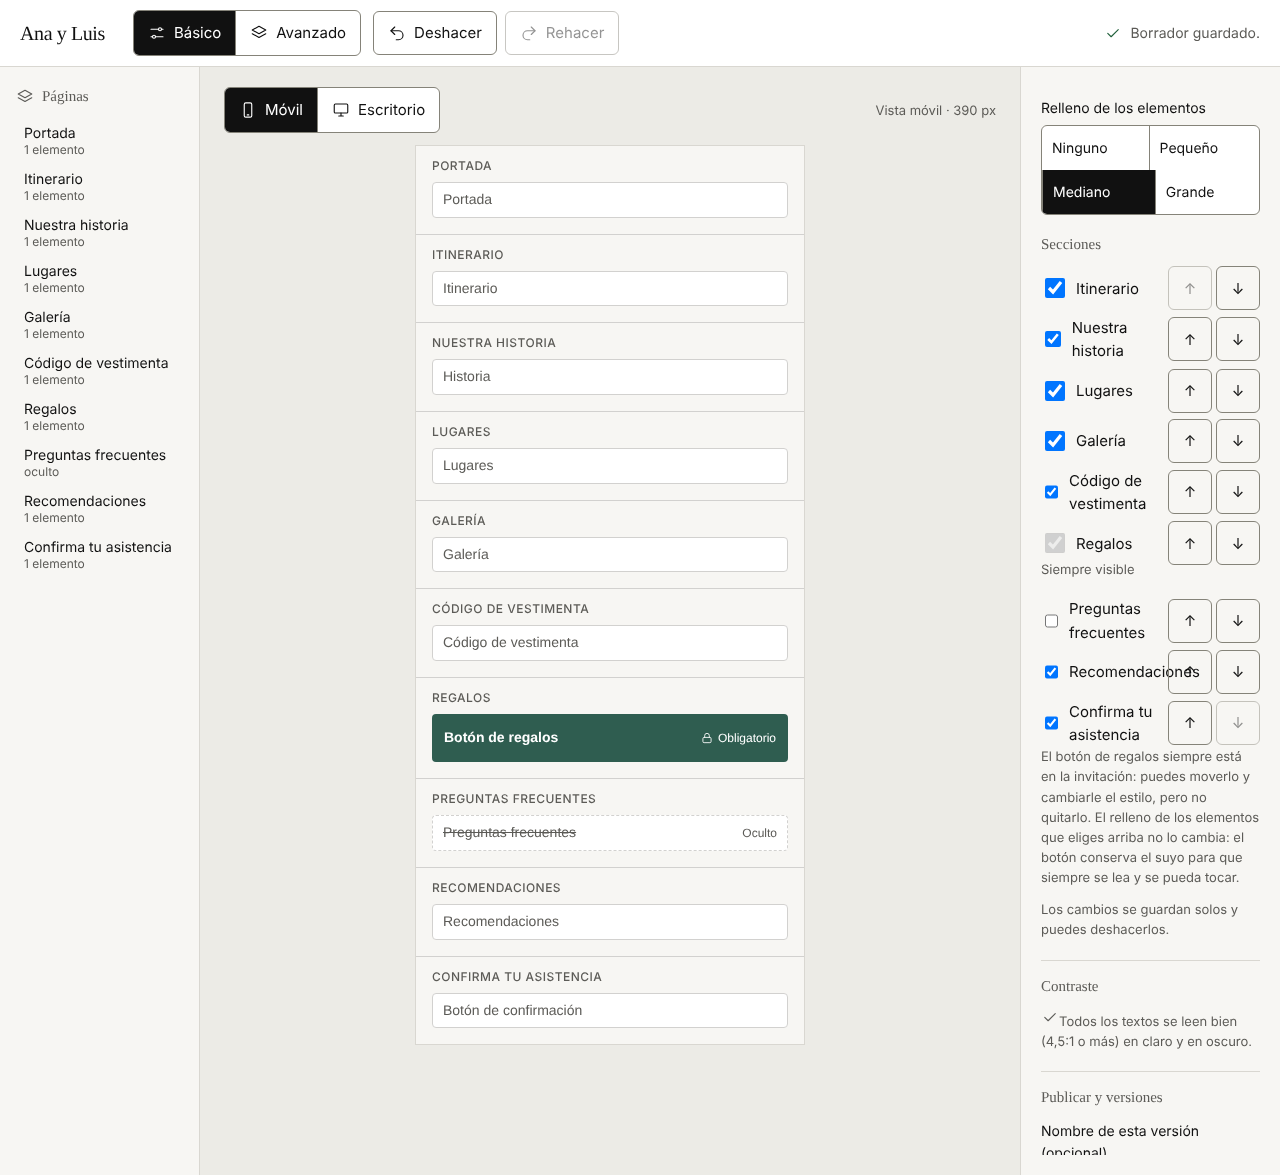 Ana y Luis
Básico
Avanzado
Deshacer
Rehacer
Borrador guardado.
Páginas
Portada
1 elemento
Itinerario
1 elemento
Nuestra historia
1 elemento
Lugares
1 elemento
Galería
1 elemento
Código de vestimenta
1 elemento
Regalos
1 elemento
Preguntas frecuentes
oculto
Recomendaciones
1 elemento
Confirma tu asistencia
1 elemento
Móvil
Escritorio
Vista móvil · 390 px
PORTADA
Portada
ITINERARIO
Itinerario
NUESTRA HISTORIA
Historia
LUGARES
Lugares
GALERÍA
Galería
CÓDIGO DE VESTIMENTA
Código de vestimenta
REGALOS
Botón de regalos
Obligatorio
PREGUNTAS FRECUENTES
Preguntas frecuentes
Oculto
RECOMENDACIONES
Recomendaciones
CONFIRMA TU ASISTENCIA
Botón de confirmación
Relleno de los elementos
Ninguno
Pequeño
Mediano
Grande
Secciones
Itinerario
Nuestra
historia
Lugares
Galería
Código de
vestimenta
Regalos
Siempre visible
Preguntas
frecuentes
Recomendaciones
Confirma tu
asistencia
El botón de regalos siempre está
en la invitación: puedes moverlo y
cambiarle el estilo, pero no
quitarlo. El relleno de los elementos
que eliges arriba no lo cambia: el
botón conserva el suyo para que
siempre se lea y se pueda tocar.
Los cambios se guardan solos y
puedes deshacerlos.
Contraste
Todos los textos se leen bien
(4,5:1 o más) en claro y en oscuro.
Publicar y versiones
Nombre de esta versión
(opcional)